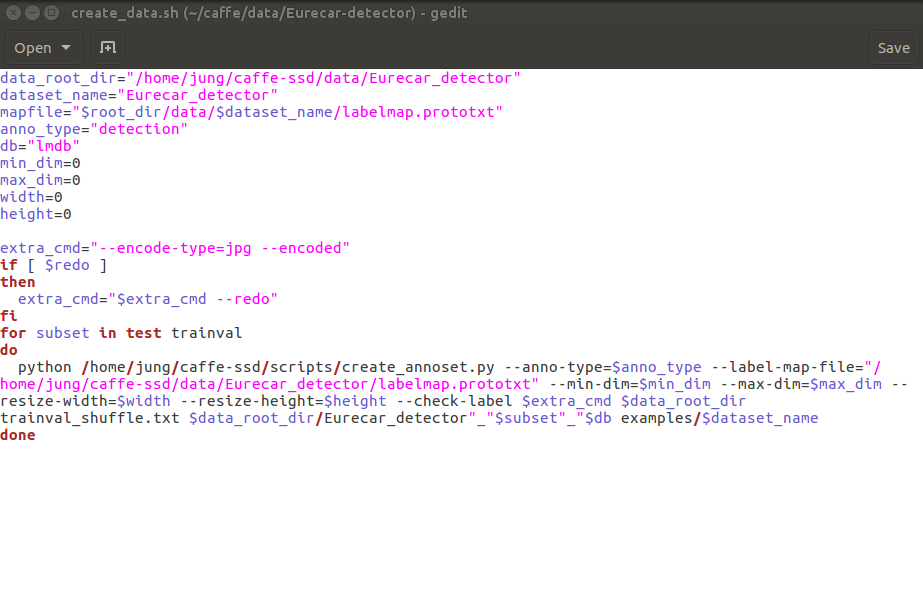 create_data.sh (~/caffe/data/Eurecar-detector) - gedit
Open
Save
data_root_dir="/home/jung/caffe-ssd/data/Eurecar_detector"
dataset_name="Eurecar_detector"
mapfile="$root_dir/data/$dataset_name/labelmap.prototxt"
anno_type="detection"
db="lmdb"
min_dim=0
max_dim=0
width=0
height=0
extra_cmd="--encode-type=jpg --encoded"
if [ $redo ]
then
  extra_cmd="$extra_cmd --redo"
fi
for subset in test trainval
do
  python /home/jung/caffe-ssd/scripts/create_annoset.py --anno-type=$anno_type --label-map-file="/
home/jung/caffe-ssd/data/Eurecar_detector/labelmap.prototxt" --min-dim=$min_dim --max-dim=$max_dim --
resize-width=$width --resize-height=$height --check-label $extra_cmd $data_root_dir
trainval_shuffle.txt $data_root_dir/Eurecar_detector"_"$subset"_"$db examples/$dataset_name
done